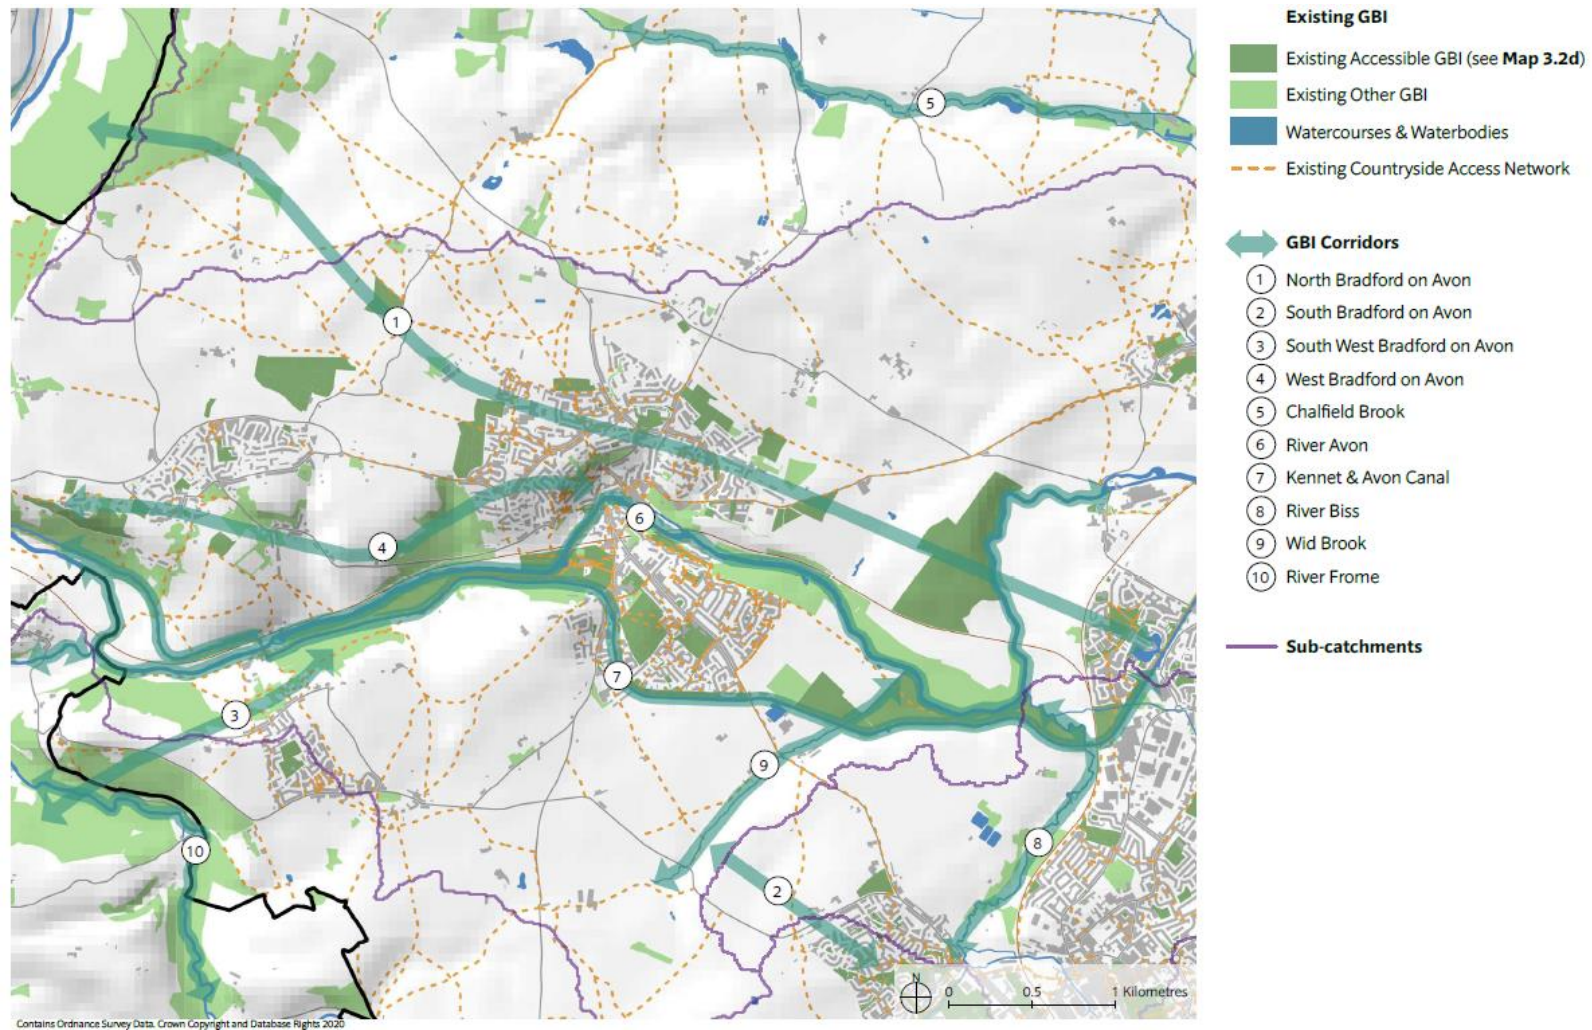 Existing GBI
Existing Accessible GBI (see Map 3.2d)
Existing Other GBI
Watercourses & Waterbodies
Existing Countryside Access Network
GBI Corridors
1 North Bradford on Avon
2 South Bradford on Avon
3 South West Bradford on Avon
4 West Bradford on Avon
5 Chalfield Brook
6 River Avon
7 Kennet & Avon Canal
8 River Biss
9 Wid Brook
10 River Frome
Sub-catchments
5
1
6
4
7
3
9
8
10
2
N
0 0.5 1 Kilometres
Contains Ordnance Survey Data. Crown Copyright and Database Rights 2020